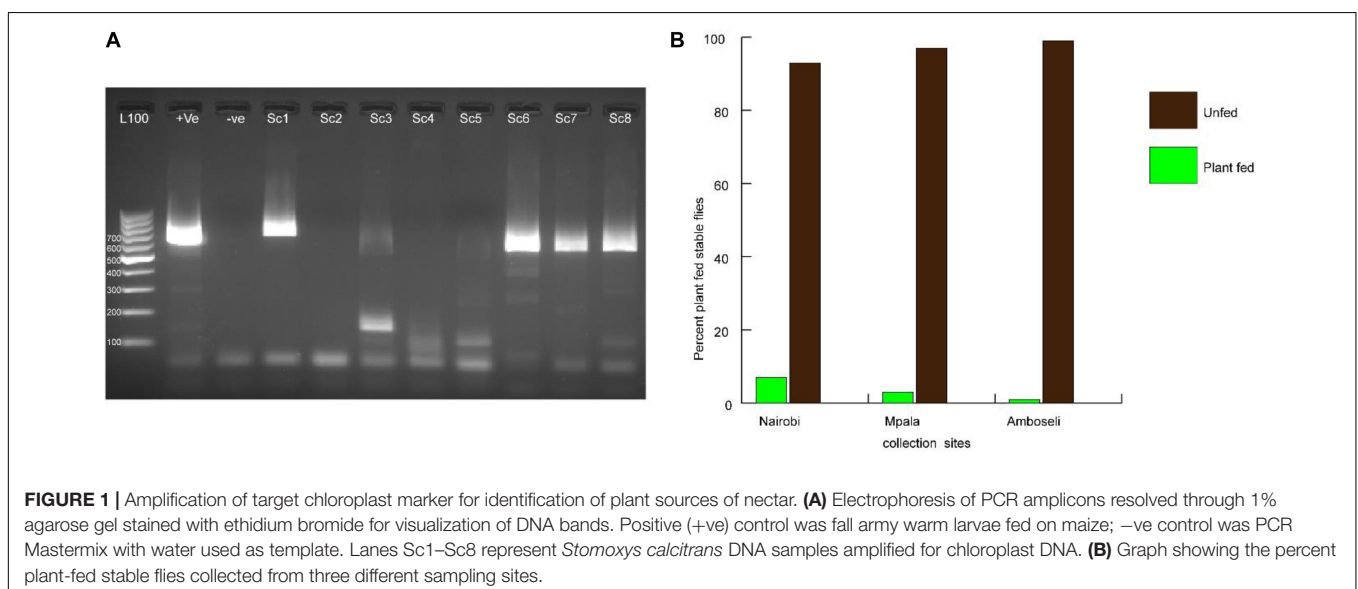 A
L100 +Ve -ve Sc1 Sc2 Sc3 Sc4 Sc5 Sc6 Sc7 Sc8
700
600
500
400
300
200
100
B
Percent plant fed stable flies
100
80
60
40
20
0
Nairobi Mpala Amboseli
collection sites
Unfed
Plant fed
FIGURE 1 | Amplification of target chloroplast marker for identification of plant sources of nectar. (A) Electrophoresis of PCR amplicons resolved through 1%
agarose gel stained with ethidium bromide for visualization of DNA bands. Positive (+ve) control was fall army warm larvae fed on maize; −ve control was PCR
Mastermix with water used as template. Lanes Sc1–Sc8 represent Stomoxys calcitrans DNA samples amplified for chloroplast DNA. (B) Graph showing the percent
plant-fed stable flies collected from three different sampling sites.